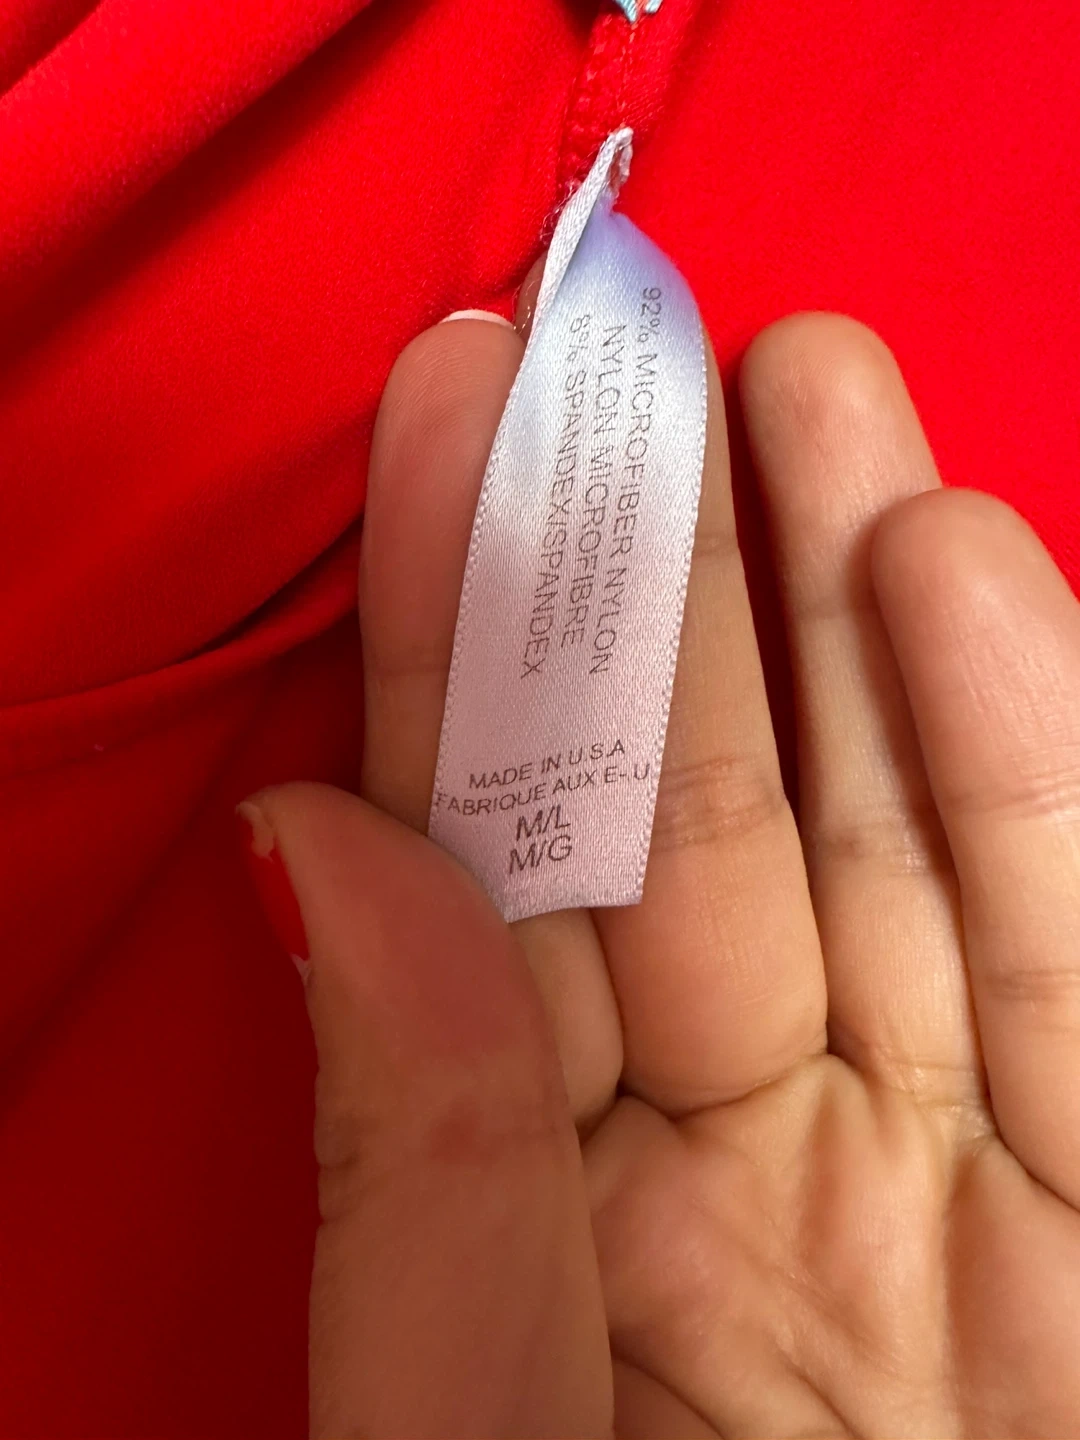 92% MICROFIBER NYLON
NYLON MICROFIBRE
8% SPANDEX/SPANDEX
MADE IN U.S.A
FABRIQUE AUX E-U
M/L
M/G